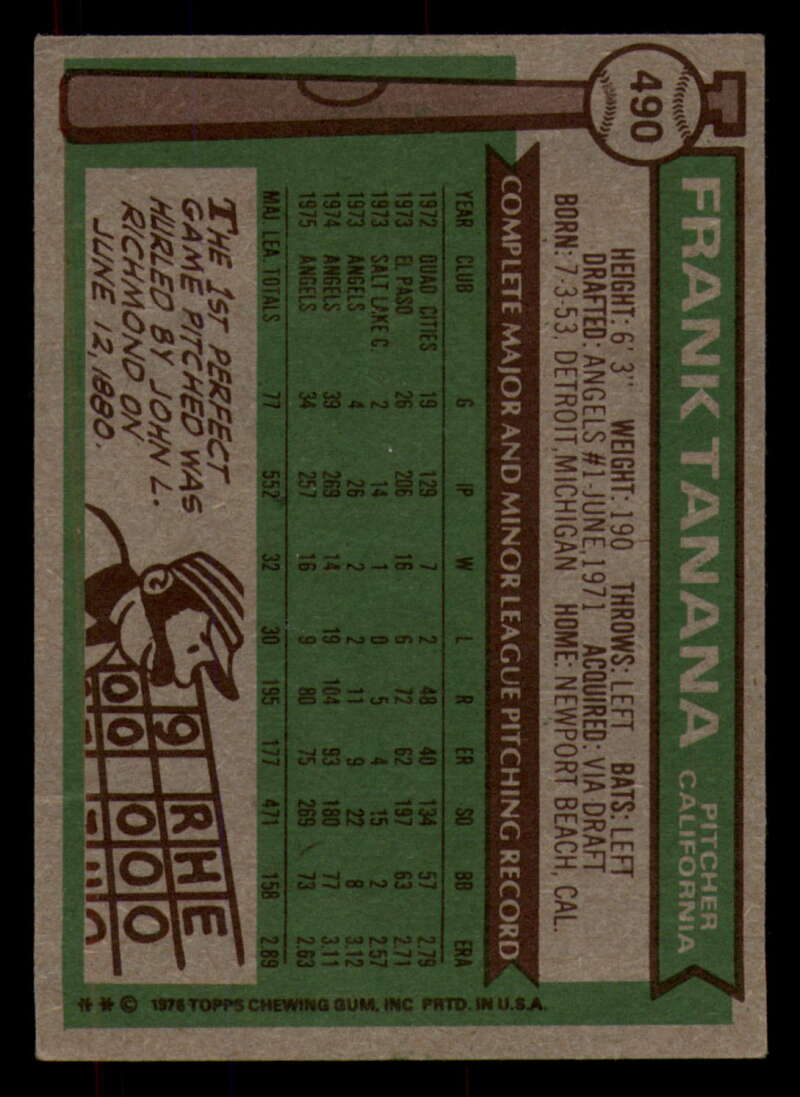 490
FRANK TANANA PITCHER
CALIFORNIA
HEIGHT: 6' 3" WEIGHT: 190 THROWS: LEFT BATS: LEFT
DRAFTED: ANGELS #1-JUNE, 1971 ACQUIRED: VIA DRAFT
BORN: 7-3-53, DETROIT, MICHIGAN HOME: NEWPORT BEACH, CAL.
COMPLETE MAJOR AND MINOR LEAGUE PITCHING RECORD
YEAR CLUB G IP W L R ER SO BB ERA
1972 QUAD CITIES 19 129 7 2 48 40 134 57 2.79
1973 EL PASO 26 206 16 6 72 62 197 63 2.71
1973 SALT LAKE C. 2 14 1 0 5 4 15 2 2.57
1973 ANGELS 4 26 2 2 11 9 22 8 3.12
1974 ANGELS 39 269 14 19 104 93 180 77 3.11
1975 ANGELS 34 257 16 9 80 75 269 73 2.63
MAJ. LEA. TOTALS 77 552 32 30 195 177 471 158 2.89
THE 1ST PERFECT
GAME PITCHED WAS
HURLED BY JOHN L.
RICHMOND ON
JUNE 12, 1880.
9 R H E
0 0 0 0 0
** © 1976 TOPPS CHEWING GUM, INC. PRTD. IN U.S.A.